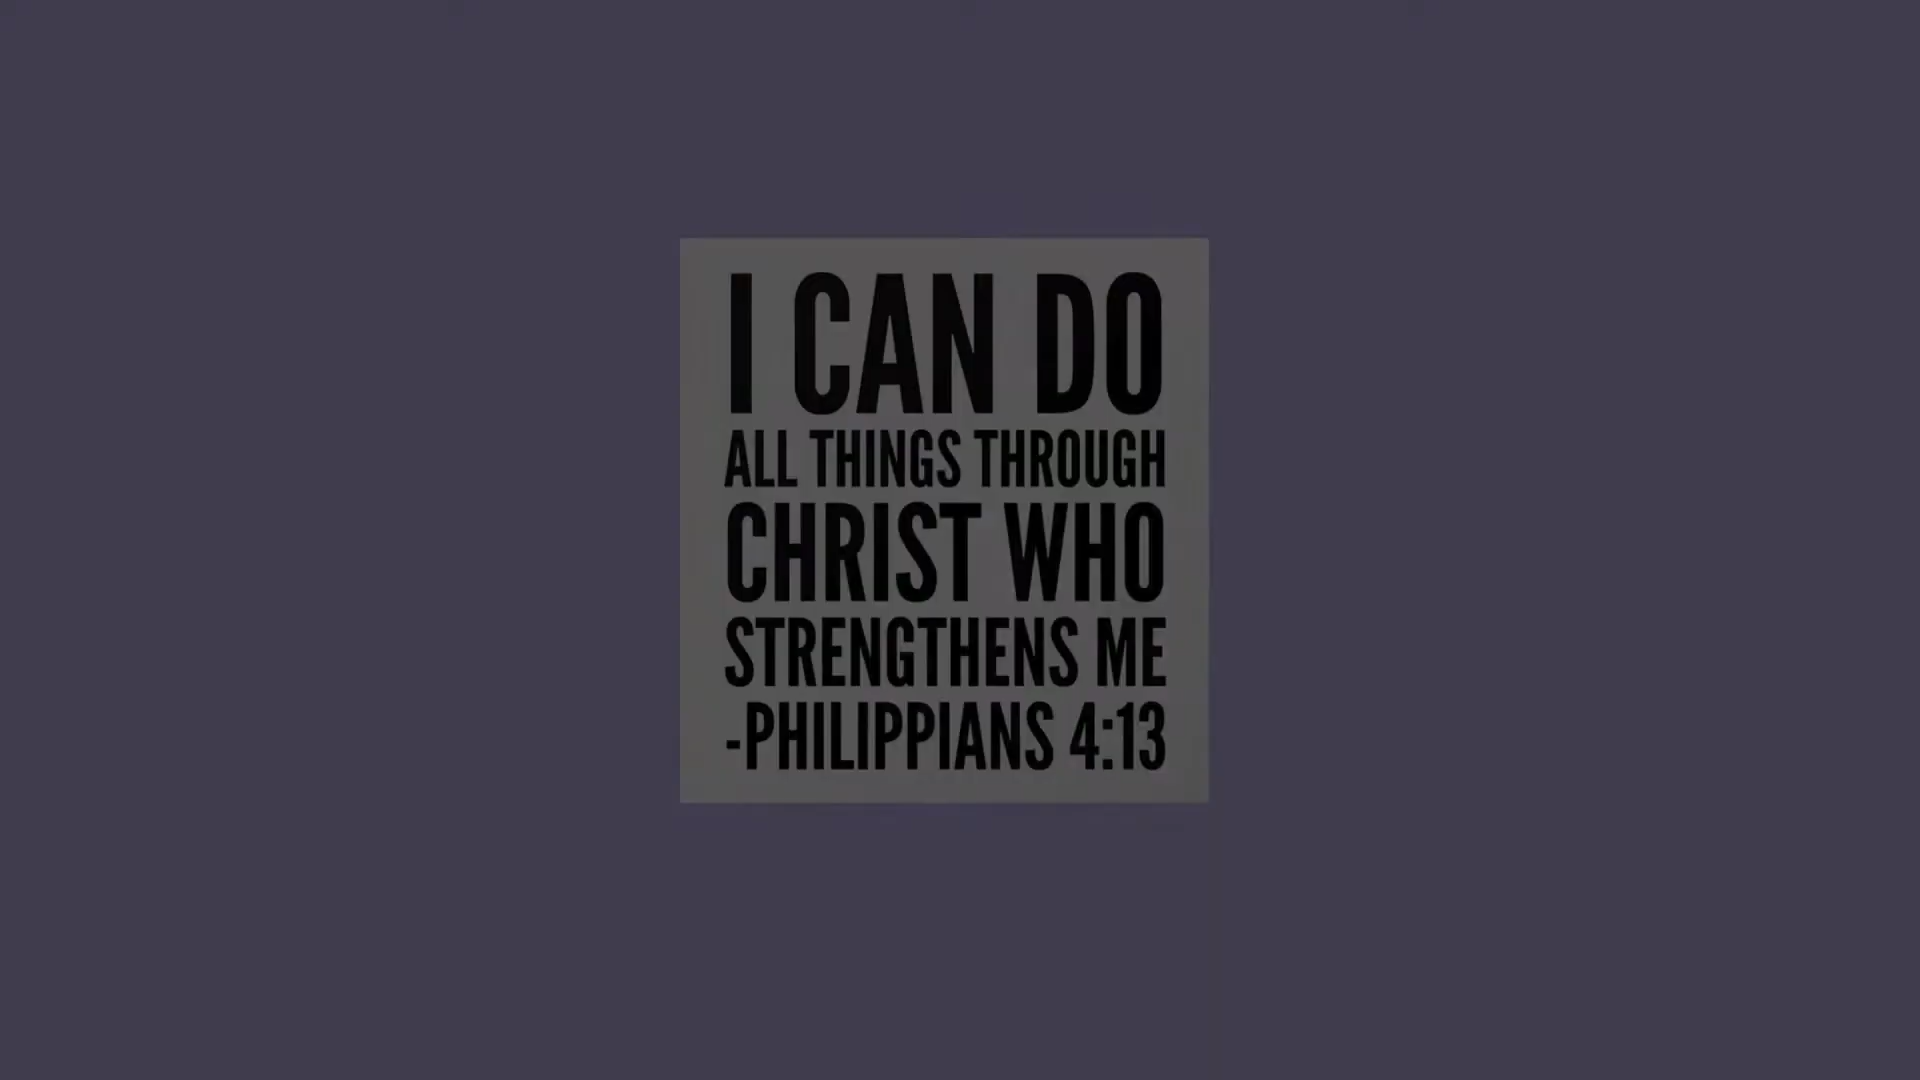 I CAN DO
ALL THINGS THROUGH
CHRIST WHO
STRENGTHENS ME
-PHILIPPIANS 4:13